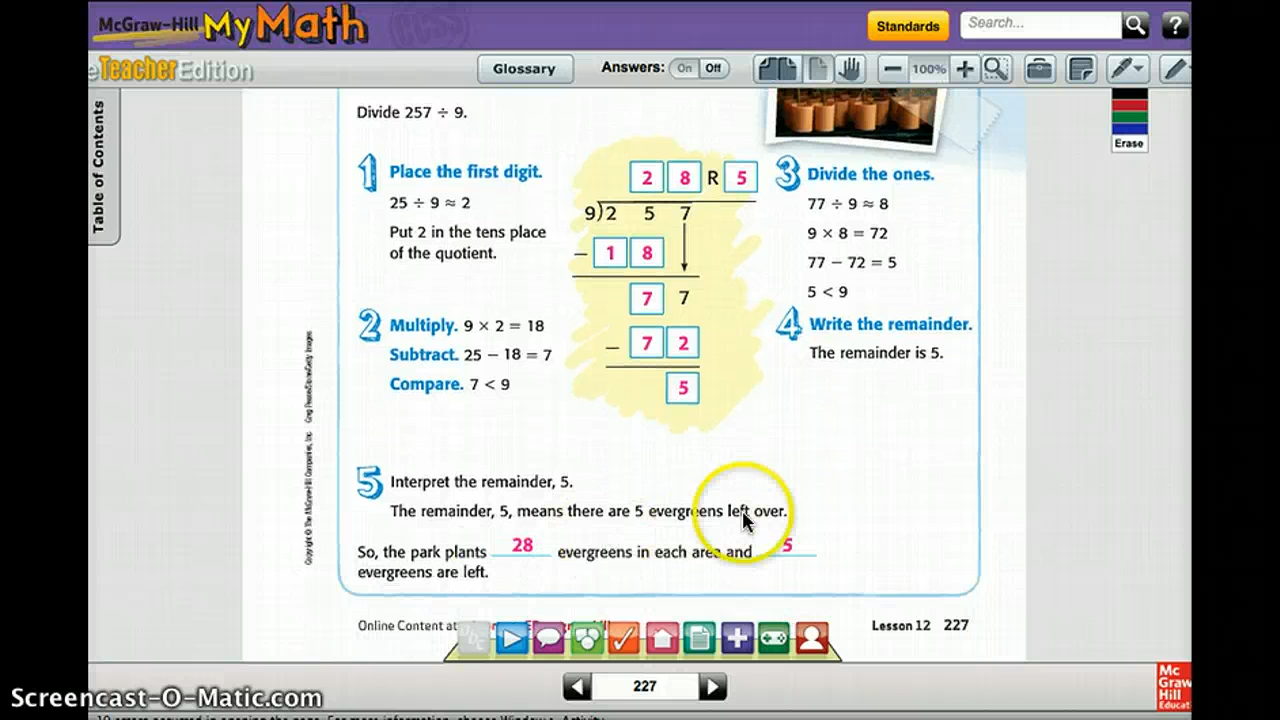 McGraw-Hill My Math
Standards
Search...
?
eTeacherEdition
Glossary
Answers: On Off
100%
Table of Contents
Erase
Divide 257 ÷ 9.
1 Place the first digit.
25 ÷ 9 ≈ 2
Put 2 in the tens place
of the quotient.
2 Multiply. 9 × 2 = 18
Subtract. 25 − 18 = 7
Compare. 7 < 9
2 8 R 5
9)2 5 7
− 1 8
7 7
− 7 2
5
3 Divide the ones.
77 ÷ 9 ≈ 8
9 × 8 = 72
77 − 72 = 5
5 < 9
4 Write the remainder.
The remainder is 5.
5 Interpret the remainder, 5.
The remainder, 5, means there are 5 evergreens left over.
So, the park plants 28 evergreens in each area and 5
evergreens are left.
Online Content at
Lesson 12 227
abc
227
Mc
Graw
Hill
Educat
Screencast-O-Matic.com